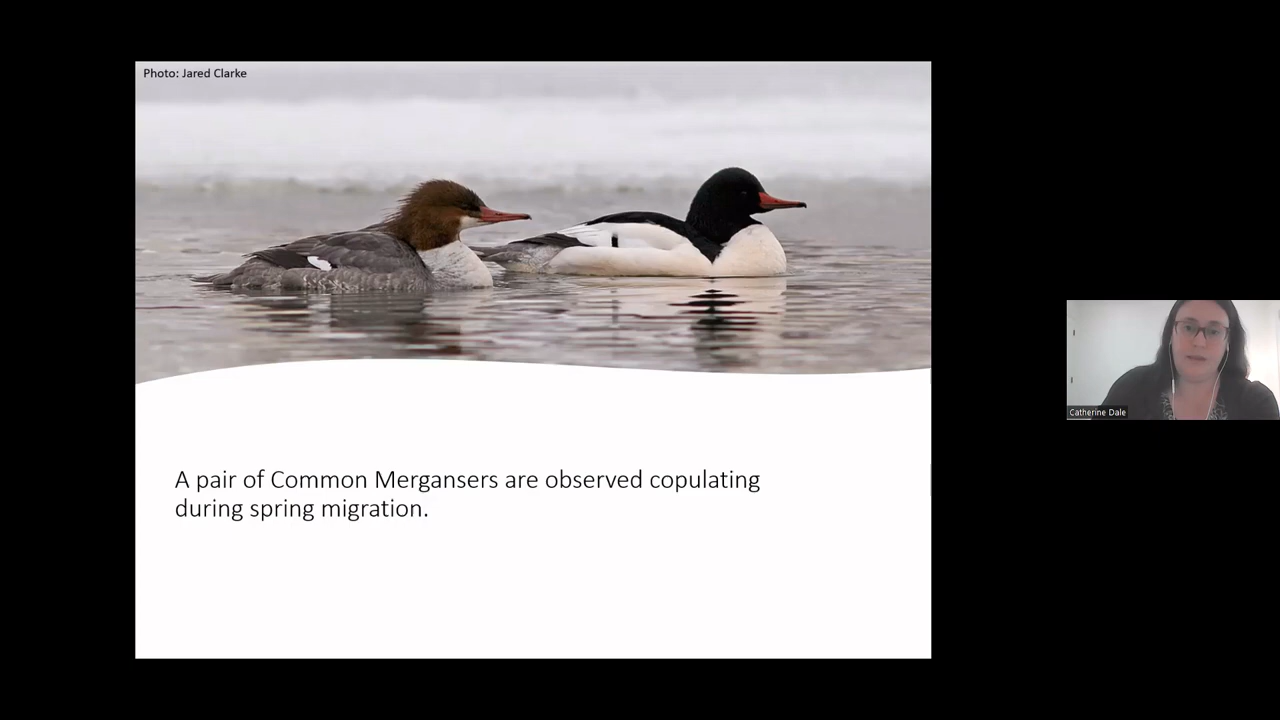 Photo: Jared Clarke
A pair of Common Mergansers are observed copulating
during spring migration.
Catherine Dale